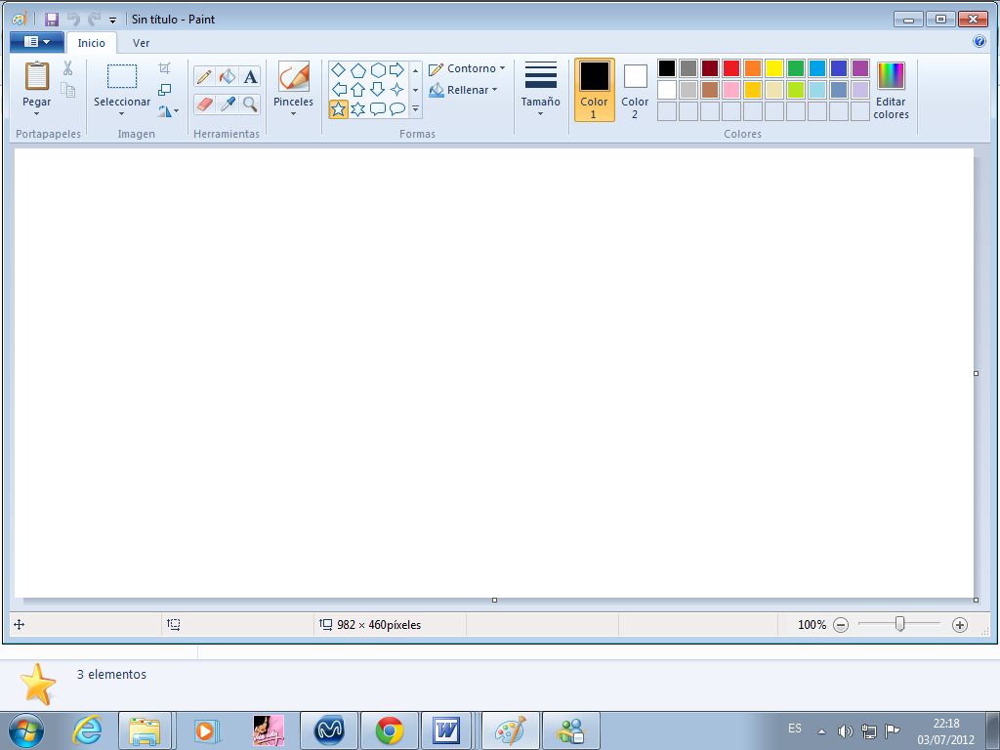 Sin título - Paint
Inicio Ver
Pegar
Seleccionar
A
Pinceles
Contorno
Rellenar
Tamaño
Color 1
Color 2
Editar colores
Portapapeles Imagen Herramientas Formas Colores
982 × 460píxeles 100%
3 elementos
W
ES
22:18
03/07/2012